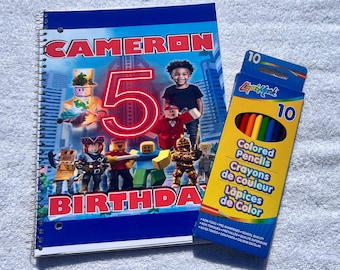 CAMERON
5
BIRTHDAY
10
10
Colored
Pencils
Crayons
de couleur
Lápices
de Color